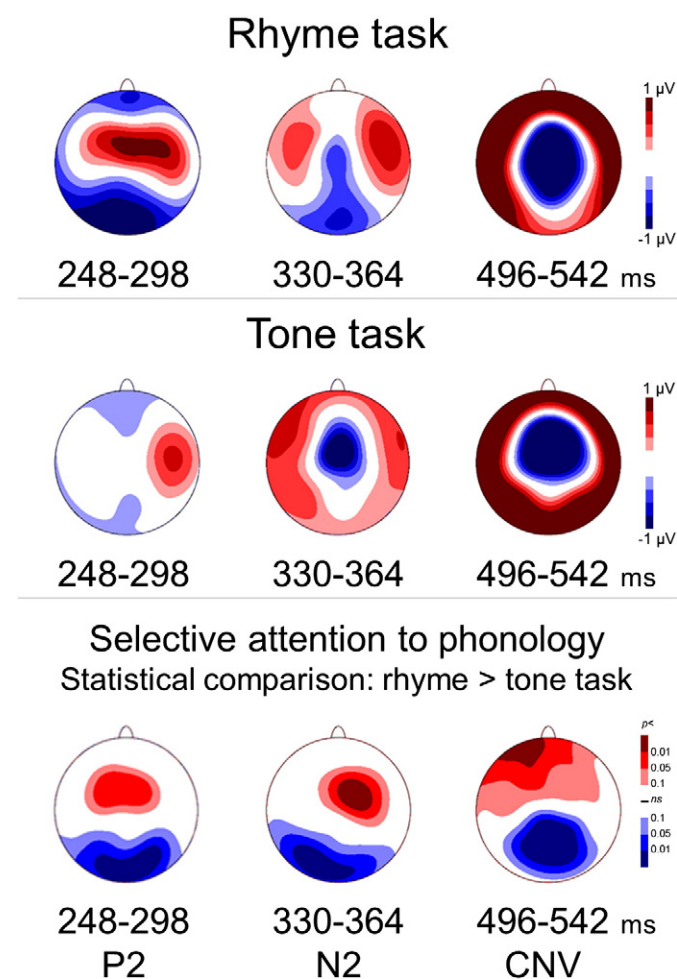 Rhyme task
1 µV
-1 µV
248-298 330-364 496-542 ms
Tone task
1 µV
-1 µV
248-298 330-364 496-542 ms
Selective attention to phonology
Statistical comparison: rhyme > tone task
p<
0.01
0.05
0.1
ns
0.1
0.05
0.01
248-298 330-364 496-542 ms
P2 N2 CNV